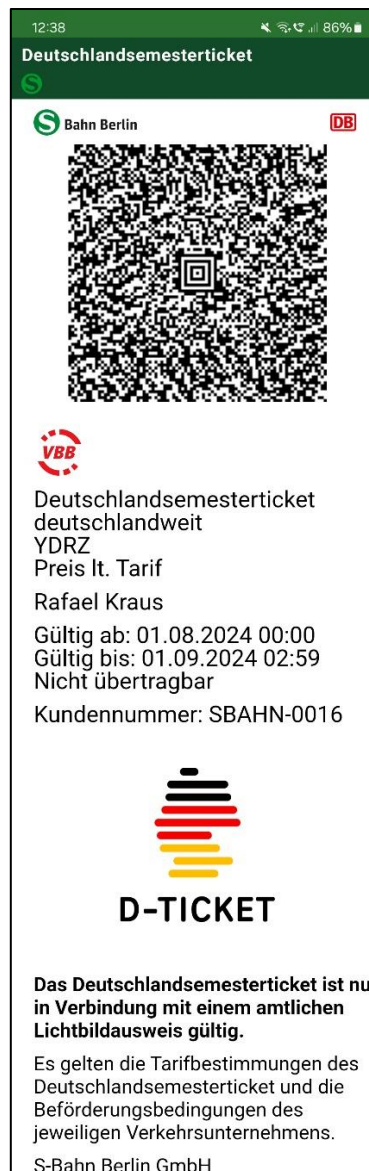 12:38
86%
Deutschlandsemesterticket
S
S Bahn Berlin
DB
VBB
Deutschlandsemesterticket
deutschlandweit
YDRZ
Preis lt. Tarif
Rafael Kraus
Gültig ab: 01.08.2024 00:00
Gültig bis: 01.09.2024 02:59
Nicht übertragbar
Kundennummer: SBAHN-0016
D-TICKET
Das Deutschlandsemesterticket ist nu
in Verbindung mit einem amtlichen
Lichtbildausweis gültig.
Es gelten die Tarifbestimmungen des
Deutschlandsemesterticket und die
Beförderungsbedingungen des
jeweiligen Verkehrsunternehmens.
S-Bahn Berlin GmbH